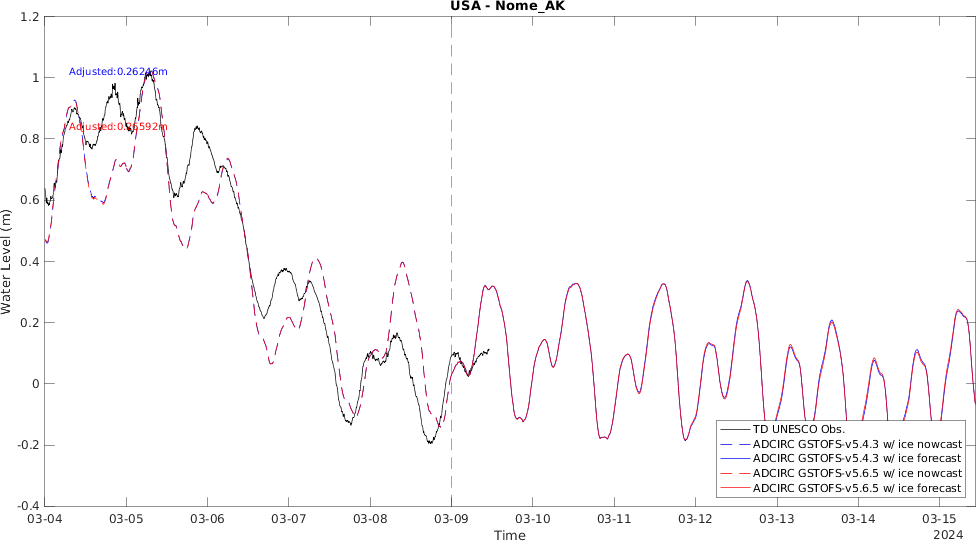 USA - Nome_AK
1.2
1
0.8
0.6
0.4
0.2
0
-0.2
-0.4
Water Level (m)
Adjusted:0.26246m
Adjusted:0.26592m
TD UNESCO Obs.
ADCIRC GSTOFS-v5.4.3 w/ ice nowcast
ADCIRC GSTOFS-v5.4.3 w/ ice forecast
ADCIRC GSTOFS-v5.6.5 w/ ice nowcast
ADCIRC GSTOFS-v5.6.5 w/ ice forecast
03-04 03-05 03-06 03-07 03-08 03-09 03-10 03-11 03-12 03-13 03-14 03-15
Time
2024